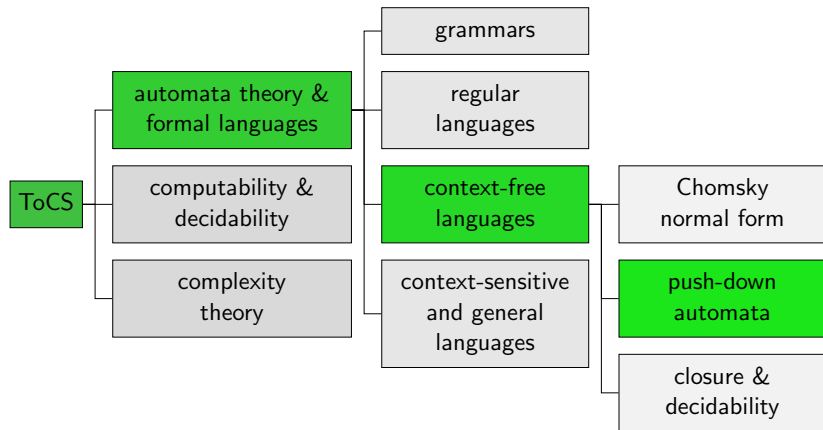 ToCS
automata theory &
formal languages
computability &
decidability
complexity
theory
grammars
regular
languages
context-free
languages
context-sensitive
and general
languages
Chomsky
normal form
push-down
automata
closure &
decidability